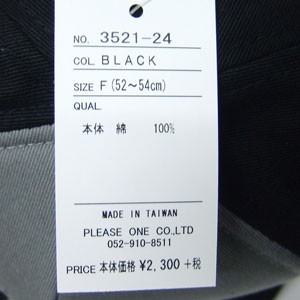 NO. 3521-24
COL. BLACK
SIZE F(52～54cm)
QUAL.
本体 綿 100%
MADE IN TAIWAN
PLEASE ONE CO.,LTD
052-910-8511
PRICE 本体価格 ¥2,300 +税